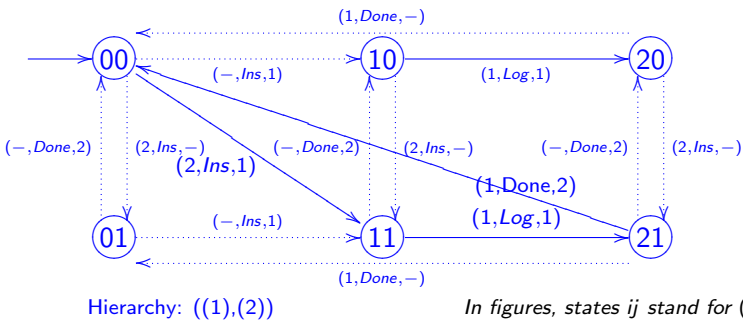 (1,Done,−)
00
10
20
(−,Ins,1)
(1,Log,1)
(−,Done,2)
(2,Ins,−)
(2,Ins,1)
(−,Done,2)
(2,Ins,−)
(−,Done,2)
(2,Ins,−)
(1,Done,2)
(−,Ins,1)
(1,Log,1)
01
11
21
(1,Done,−)
Hierarchy: ((1),(2))
In figures, states ij stand for (